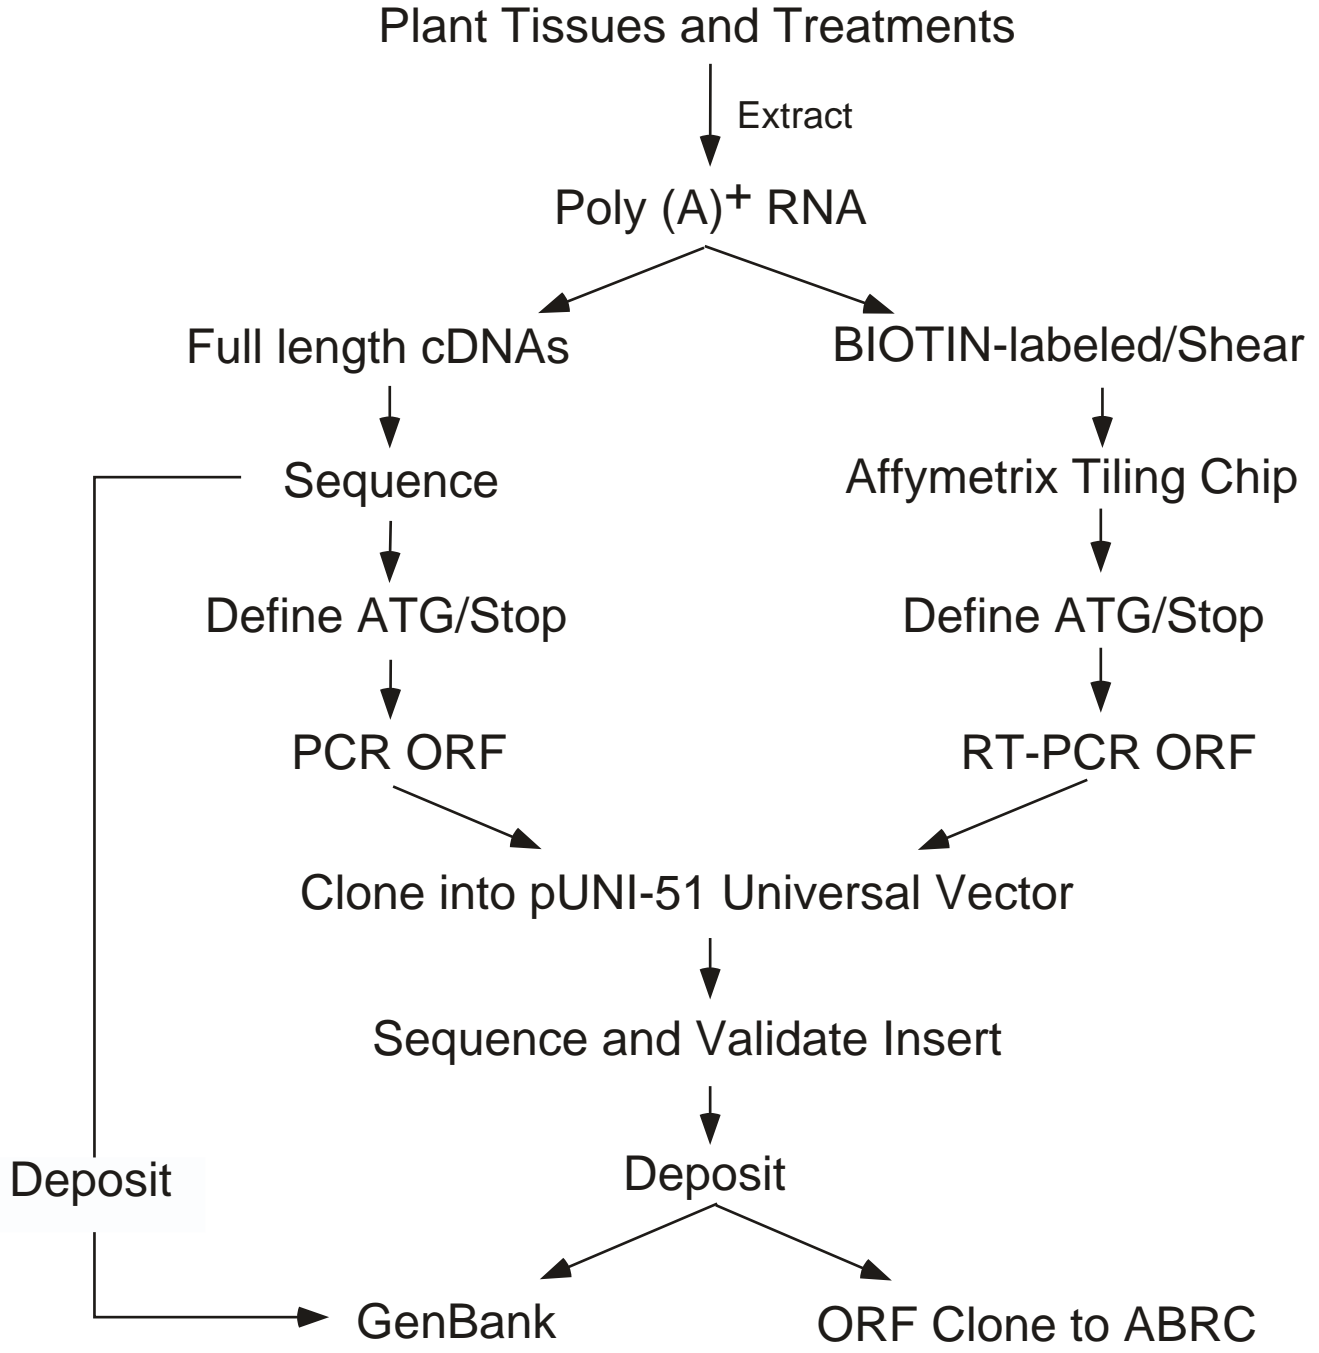 Plant Tissues and Treatments
Extract
Poly (A)+ RNA
Full length cDNAs
BIOTIN-labeled/Shear
Sequence
Affymetrix Tiling Chip
Define ATG/Stop
Define ATG/Stop
PCR ORF
RT-PCR ORF
Clone into pUNI-51 Universal Vector
Sequence and Validate Insert
Deposit
Deposit
GenBank
ORF Clone to ABRC